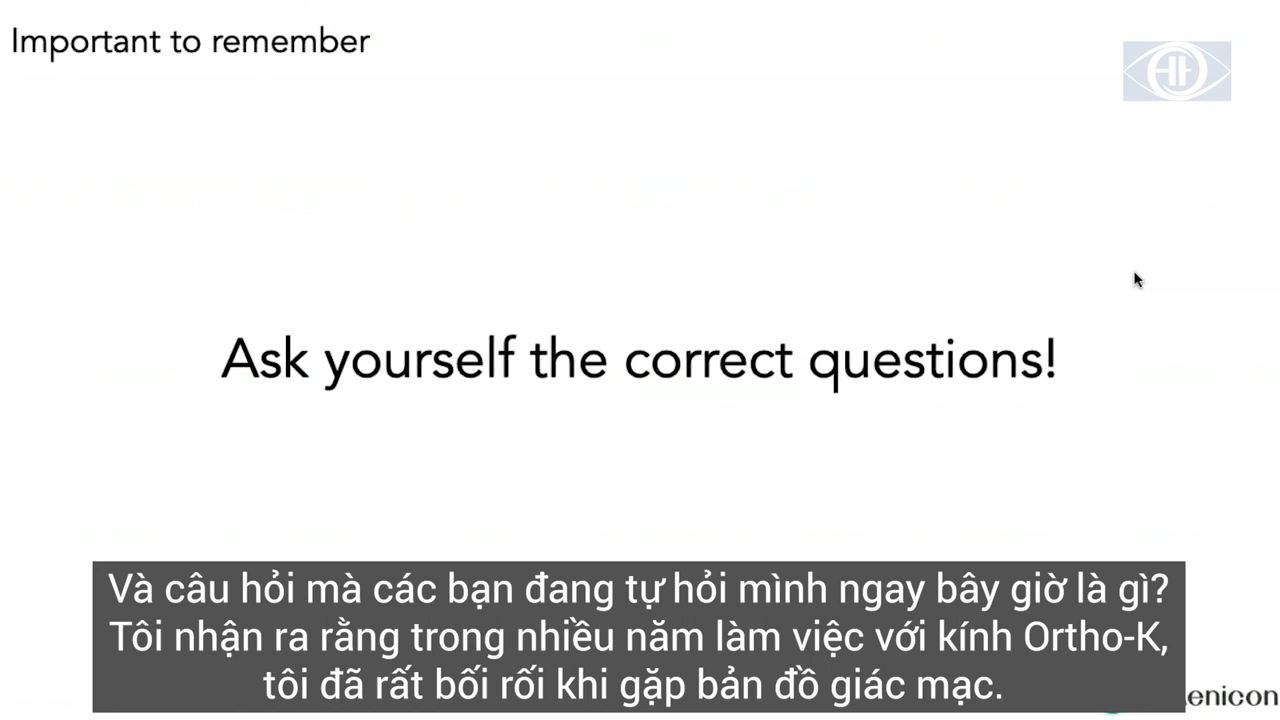 Important to remember
Ask yourself the correct questions!
Và câu hỏi mà các bạn đang tự hỏi mình ngay bây giờ là gì?
Tôi nhận ra rằng trong nhiều năm làm việc với kính Ortho-K,
tôi đã rất bối rối khi gặp bản đồ giác mạc.
enicon